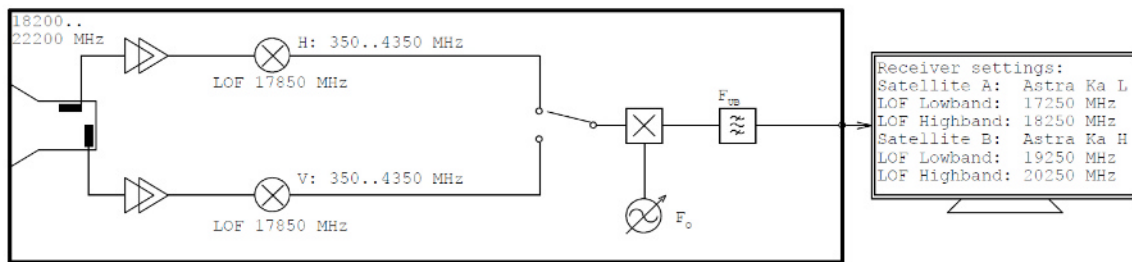 18200..
22200 MHz
H: 350..4350 MHz
LOF 17850 MHz
V: 350..4350 MHz
LOF 17850 MHz
F_UB
F_o
Receiver settings:
Satellite A: Astra Ka L
LOF Lowband: 17250 MHz
LOF Highband: 18250 MHz
Satellite B: Astra Ka H
LOF Lowband: 19250 MHz
LOF Highband: 20250 MHz